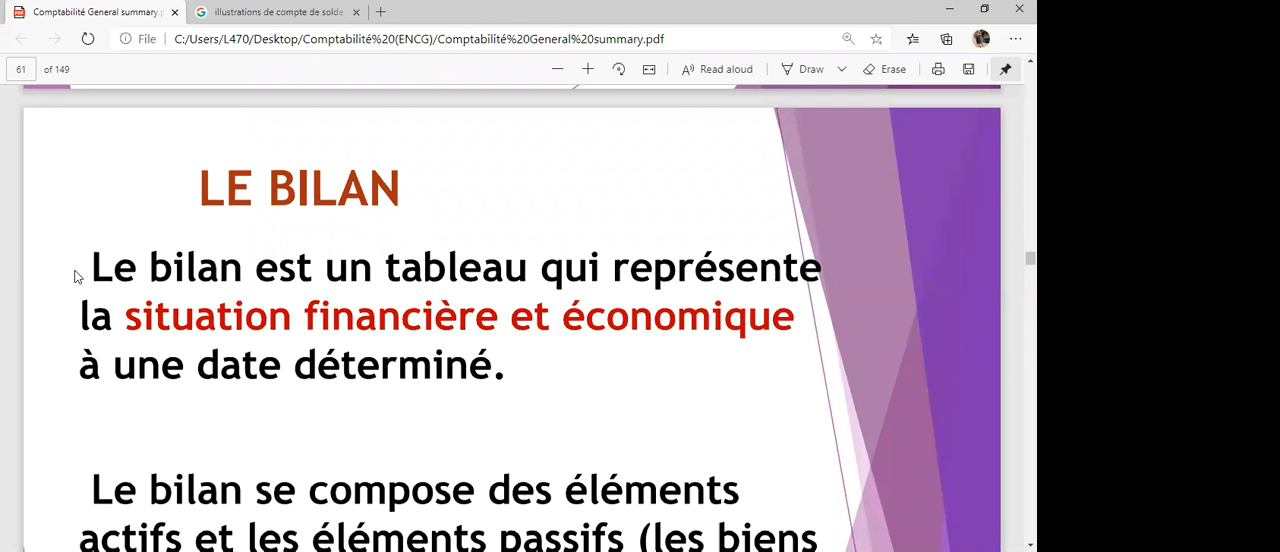 Comptabilité General summary.p
illustrations de compte de solde
File
C:/Users/L470/Desktop/Comptabilité%20(ENCG)/Comptabilité%20General%20summary.pdf
61 of 149
Read aloud
Draw
Erase
LE BILAN
Le bilan est un tableau qui représente
la situation financière et économique
à une date déterminé.
Le bilan se compose des éléments
actifs et les éléments passifs (les biens